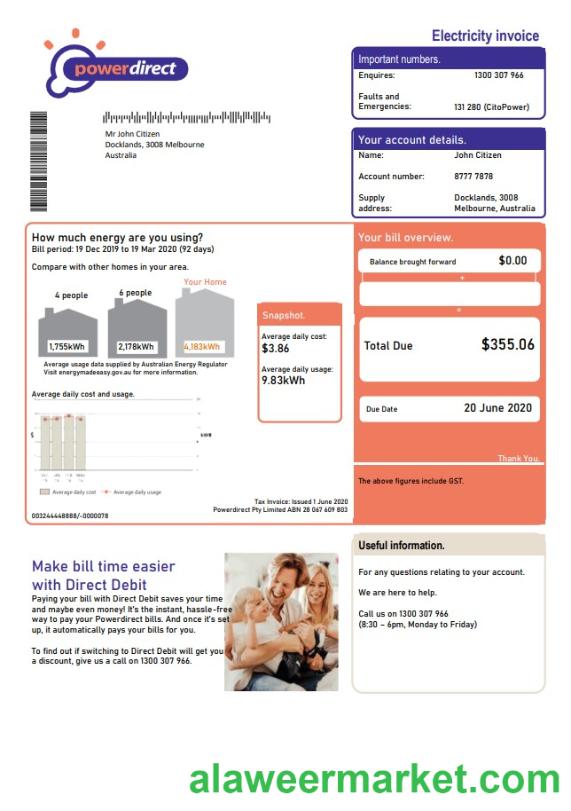 Electricity invoice
powerdirect
Important numbers.
Enquires: 1300 307 966
Faults and
Emergencies: 131 280 (CitoPower)
Mr John Citizen
Docklands, 3008 Melbourne
Australia
Your account details.
Name: John Citizen
Account number: 8777 7878
Supply Docklands, 3008
address: Melbourne, Australia
How much energy are you using?
Bill period: 19 Dec 2019 to 19 Mar 2020 (92 days)
Compare with other homes in your area.
4 people
6 people
Your Home
1,755kWh
2,178kWh
4,183kWh
Average usage data supplied by Australian Energy Regulator
Visit energymadeeasy.gov.au for more information.
Snapshot.
Average daily cost:
$3.86
Average daily usage:
9.83kWh
Average daily cost and usage.
$
kWh
Average daily cost
Average daily usage
Tax Invoice: Issued 1 June 2020
Powerdirect Pty Limited ABN 28 067 609 803
003244448888/-0000078
Your bill overview.
Balance brought forward $0.00
+
Total Due $355.06
Due Date 20 June 2020
Thank You.
The above figures include GST.
Make bill time easier
with Direct Debit
Paying your bill with Direct Debit saves your time
and maybe even money! It's the instant, hassle-free
way to pay your Powerdirect bills. And once it's set
up, it automatically pays your bills for you.
To find out if switching to Direct Debit will get you
a discount, give us a call on 1300 307 966.
Useful information.
For any questions relating to your account.
We are here to help.
Call us on 1300 307 966
(8:30 – 6pm, Monday to Friday)
alaweermarket.com